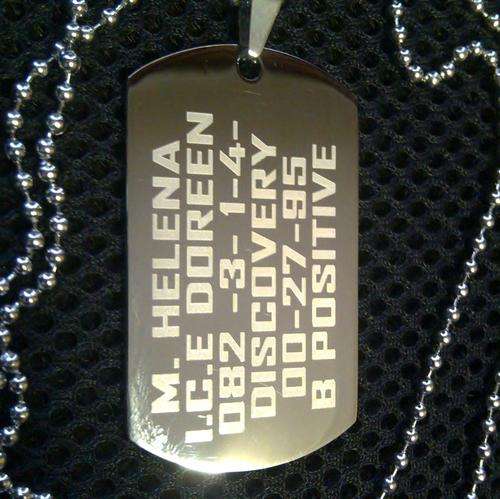 M. HELENA
I.C.E DOREEN
082 -3-1-4-
DISCOVERY
00-27-95
B POSITIVE